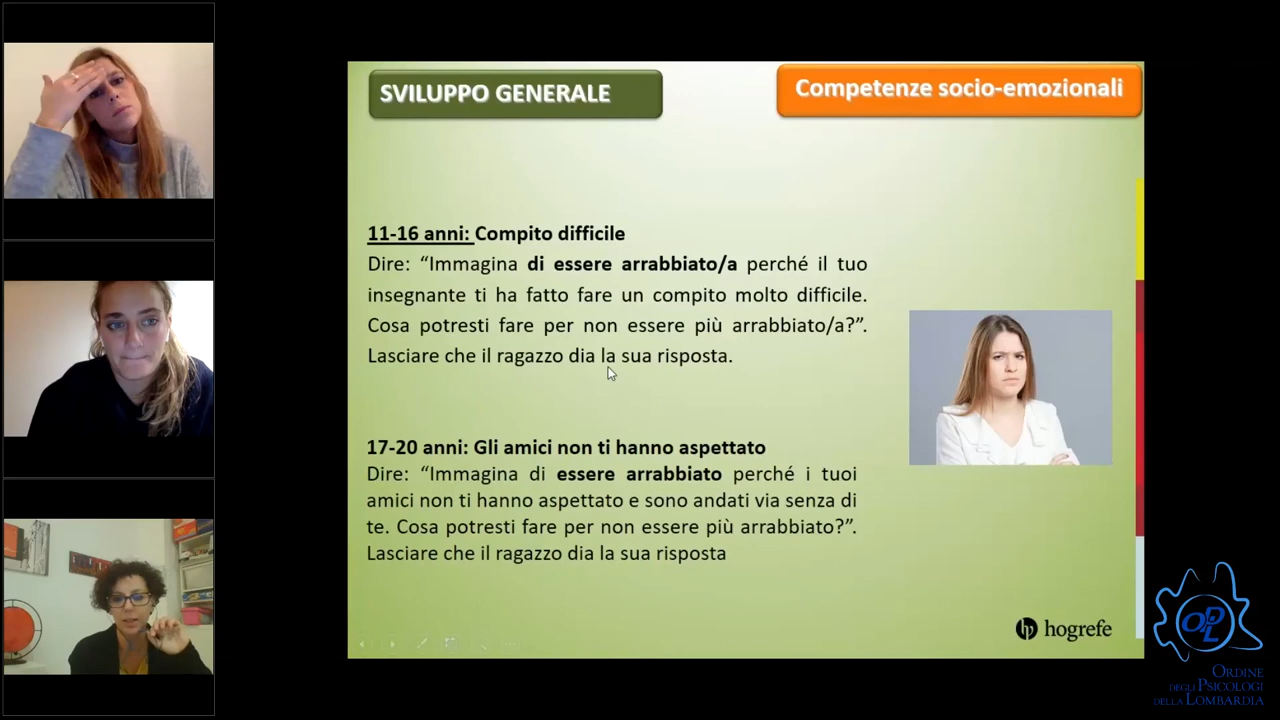 SVILUPPO GENERALE
Competenze socio-emozionali
11-16 anni: Compito difficile
Dire: “Immagina di essere arrabbiato/a perché il tuo
insegnante ti ha fatto fare un compito molto difficile.
Cosa potresti fare per non essere più arrabbiato/a?”.
Lasciare che il ragazzo dia la sua risposta.
17-20 anni: Gli amici non ti hanno aspettato
Dire: “Immagina di essere arrabbiato perché i tuoi
amici non ti hanno aspettato e sono andati via senza di
te. Cosa potresti fare per non essere più arrabbiato?”.
Lasciare che il ragazzo dia la sua risposta
hogrefe
OPL
ORDINE
DEGLI PSICOLOGI
DELLA LOMBARDIA